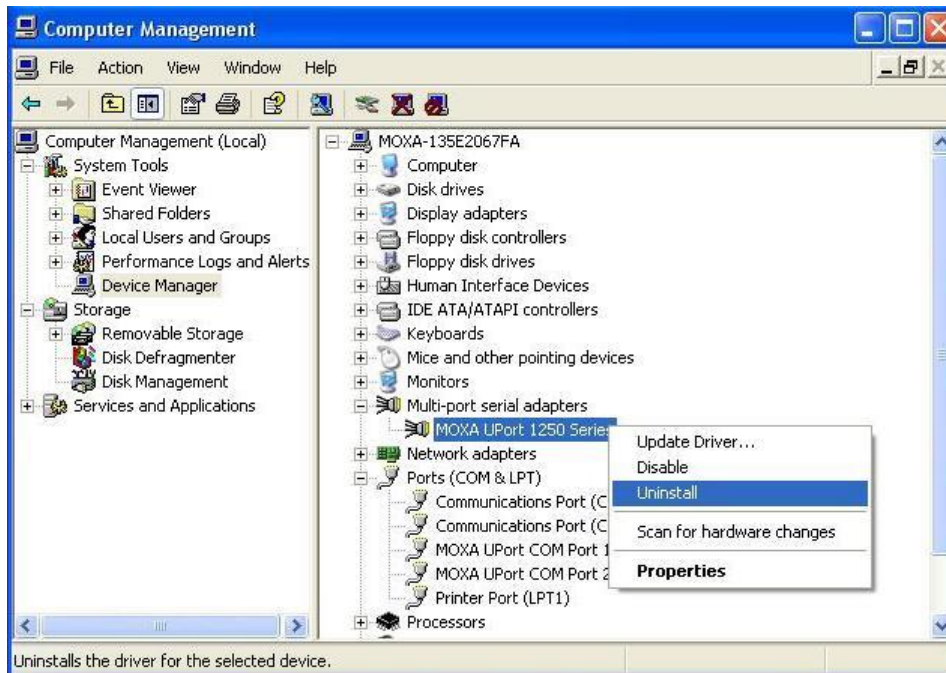 Computer Management
File Action View Window Help
Computer Management (Local)
System Tools
Event Viewer
Shared Folders
Local Users and Groups
Performance Logs and Alerts
Device Manager
Storage
Removable Storage
Disk Defragmenter
Disk Management
Services and Applications
MOXA-135E2067FA
Computer
Disk drives
Display adapters
Floppy disk controllers
Floppy disk drives
Human Interface Devices
IDE ATA/ATAPI controllers
Keyboards
Mice and other pointing devices
Monitors
Multi-port serial adapters
MOXA UPort 1250 Series
Network adapters
Ports (COM & LPT)
Communications Port (C
Communications Port (C
MOXA UPort COM Port 1
MOXA UPort COM Port 2
Printer Port (LPT1)
Processors
Update Driver...
Disable
Uninstall
Scan for hardware changes
Properties
Uninstalls the driver for the selected device.